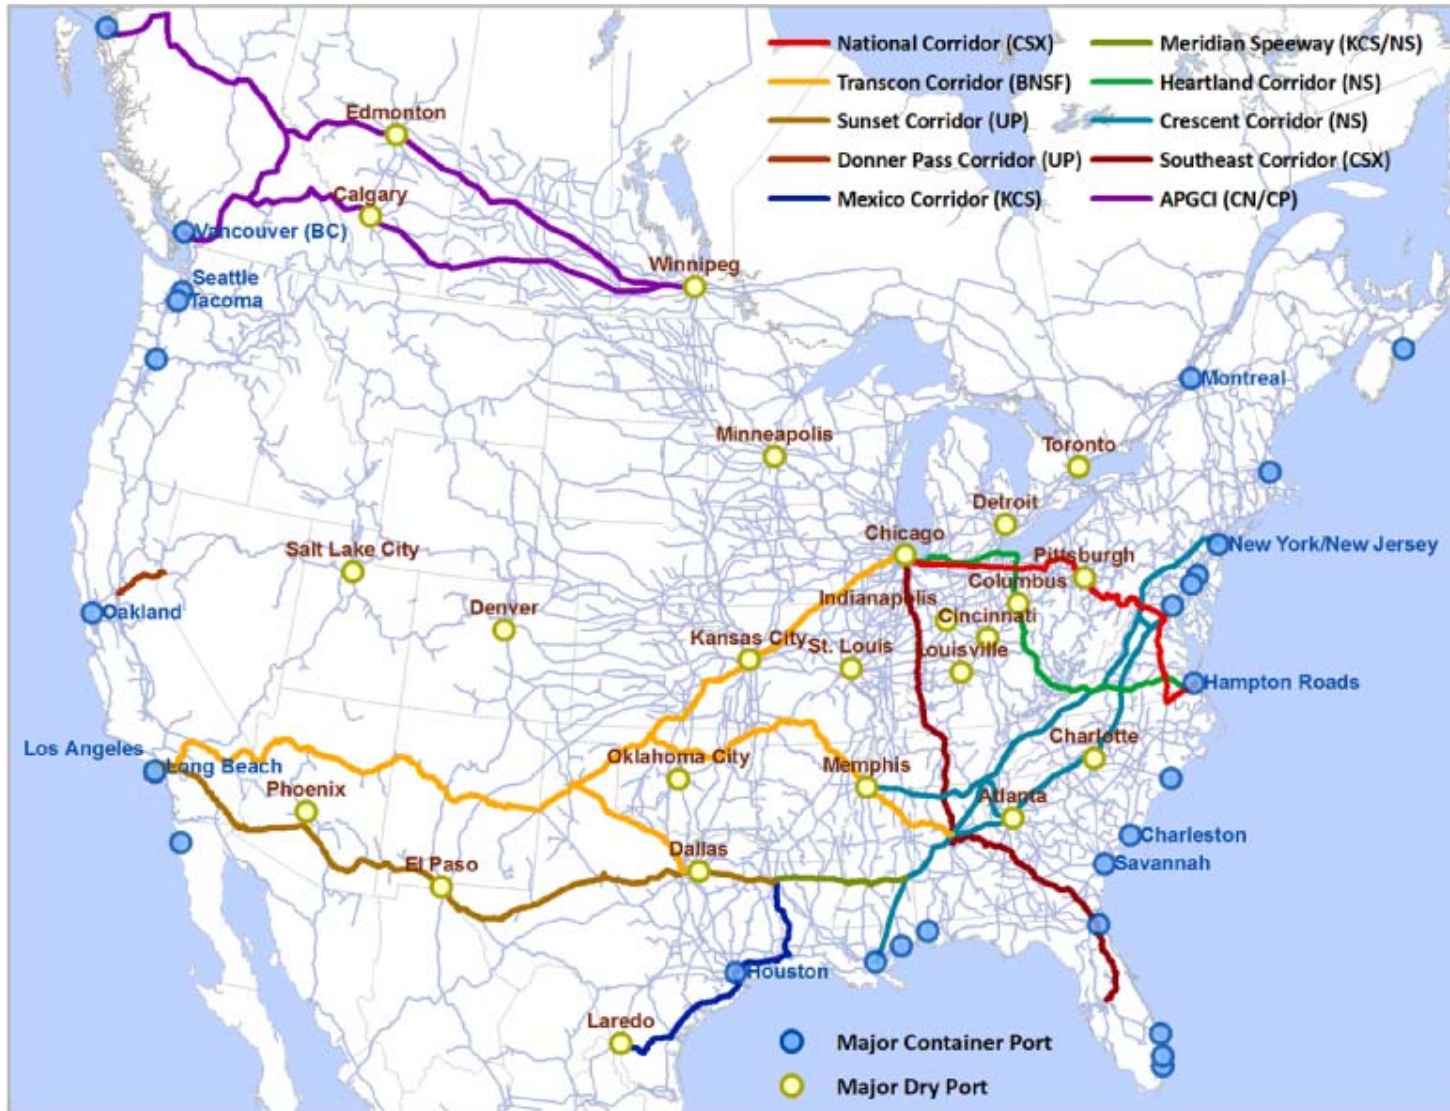 National Corridor (CSX)
Meridian Speeway (KCS/NS)
Transcon Corridor (BNSF)
Heartland Corridor (NS)
Sunset Corridor (UP)
Crescent Corridor (NS)
Donner Pass Corridor (UP)
Southeast Corridor (CSX)
Mexico Corridor (KCS)
APGCI (CN/CP)
Edmonton
Calgary
Vancouver (BC)
Winnipeg
Seattle
Tacoma
Montreal
Minneapolis
Toronto
Detroit
Chicago
New York/New Jersey
Salt Lake City
Pittsburgh
Columbus
Denver
Indianapolis
Oakland
Cincinnati
Kansas City
St. Louis
Louisville
Hampton Roads
Charlotte
Los Angeles
Long Beach
Oklahoma City
Memphis
Phoenix
Atlanta
Charleston
Dallas
El Paso
Savannah
Houston
Laredo
Major Container Port
Major Dry Port